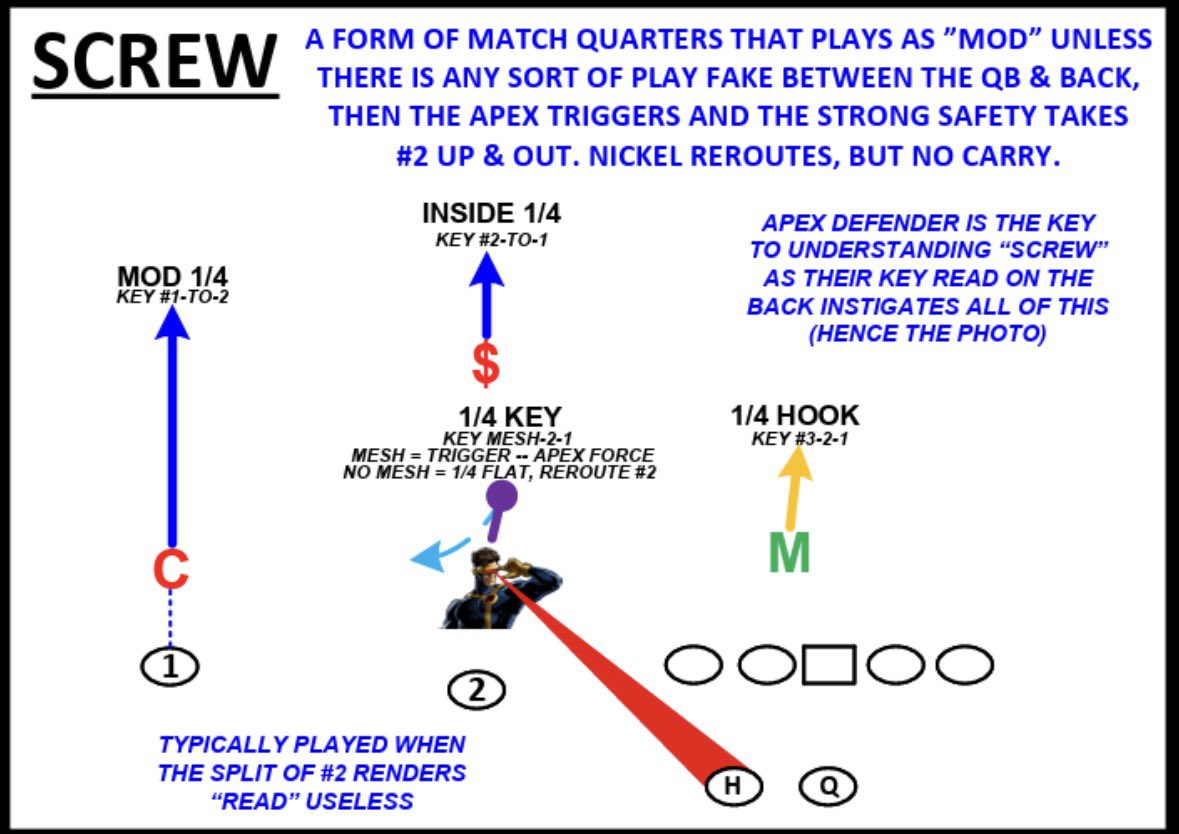 SCREW
A FORM OF MATCH QUARTERS THAT PLAYS AS ”MOD” UNLESS
THERE IS ANY SORT OF PLAY FAKE BETWEEN THE QB & BACK,
THEN THE APEX TRIGGERS AND THE STRONG SAFETY TAKES
#2 UP & OUT. NICKEL REROUTES, BUT NO CARRY.
INSIDE 1/4
KEY #2-TO-1
MOD 1/4
KEY #1-TO-2
APEX DEFENDER IS THE KEY
TO UNDERSTANDING “SCREW”
AS THEIR KEY READ ON THE
BACK INSTIGATES ALL OF THIS
(HENCE THE PHOTO)
$
1/4 KEY
KEY MESH-2-1
MESH = TRIGGER -- APEX FORCE
NO MESH = 1/4 FLAT, REROUTE #2
1/4 HOOK
KEY #3-2-1
C
M
1
2
TYPICALLY PLAYED WHEN
THE SPLIT OF #2 RENDERS
“READ” USELESS
H
Q